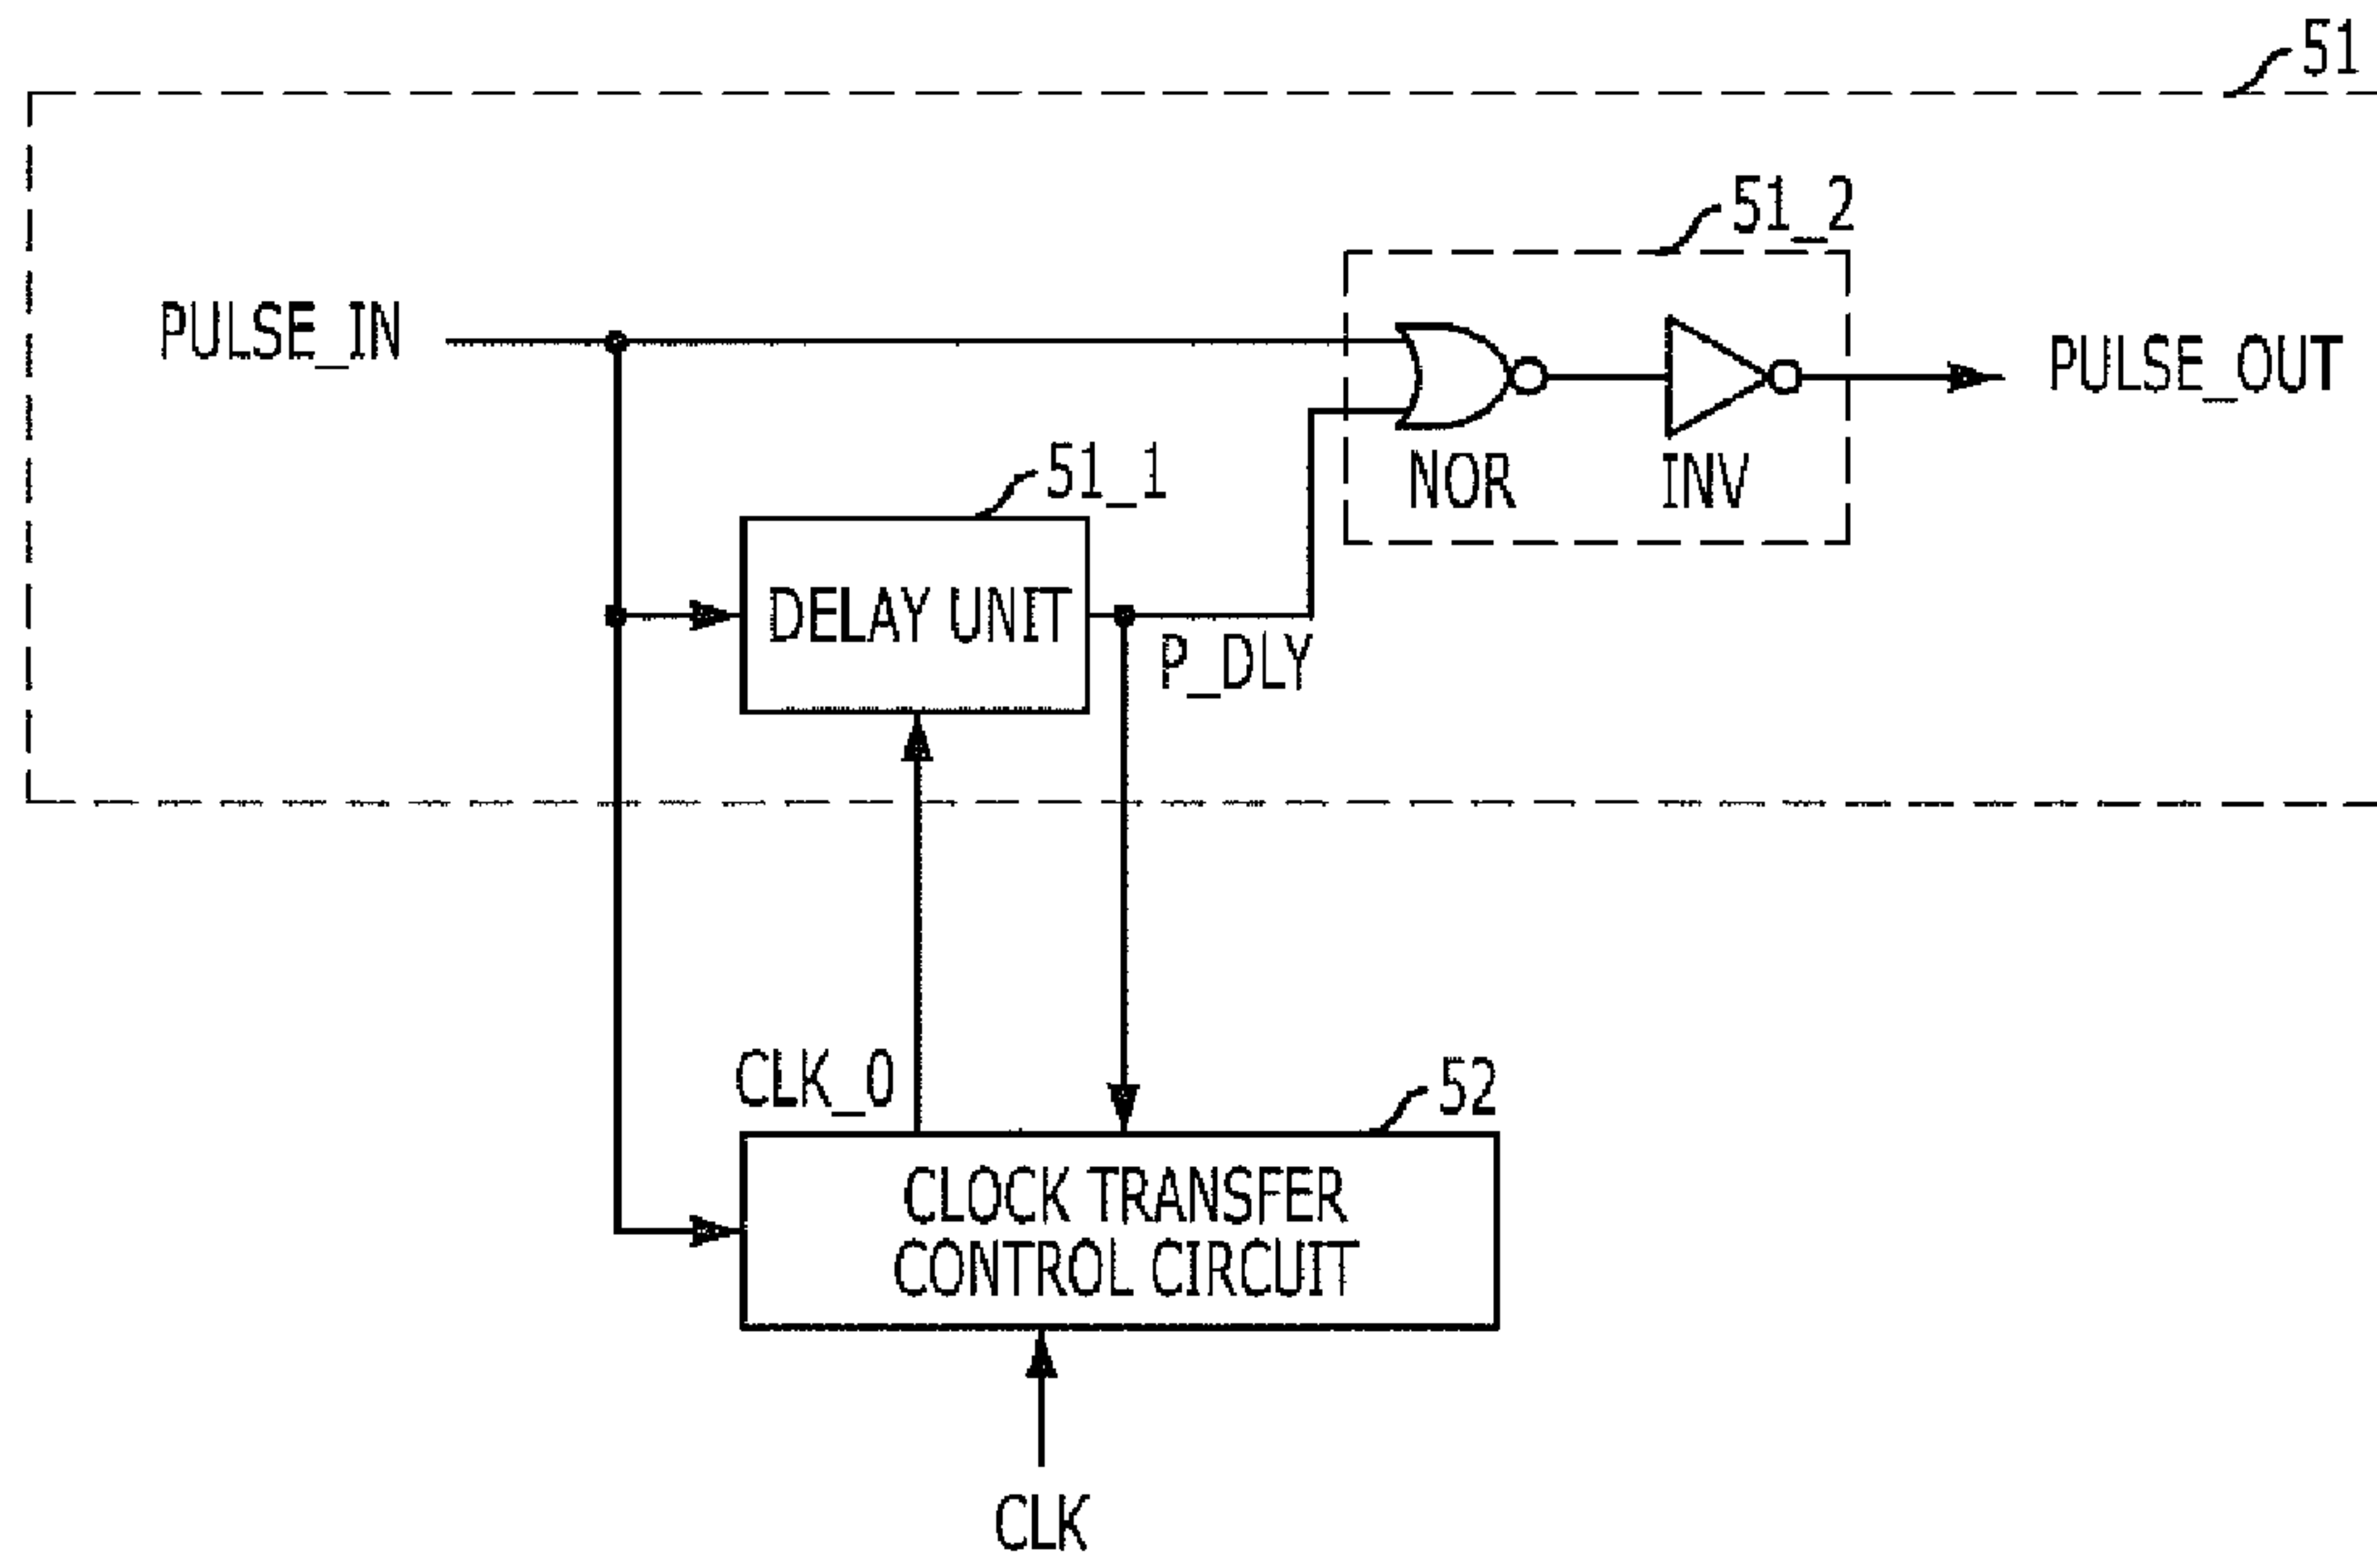 51
51_2
PULSE_IN
PULSE_OUT
51_1
NOR
INV
DELAY UNIT
P_DLY
CLK_0
52
CLOCK TRANSFER
CONTROL CIRCUIT
CLK